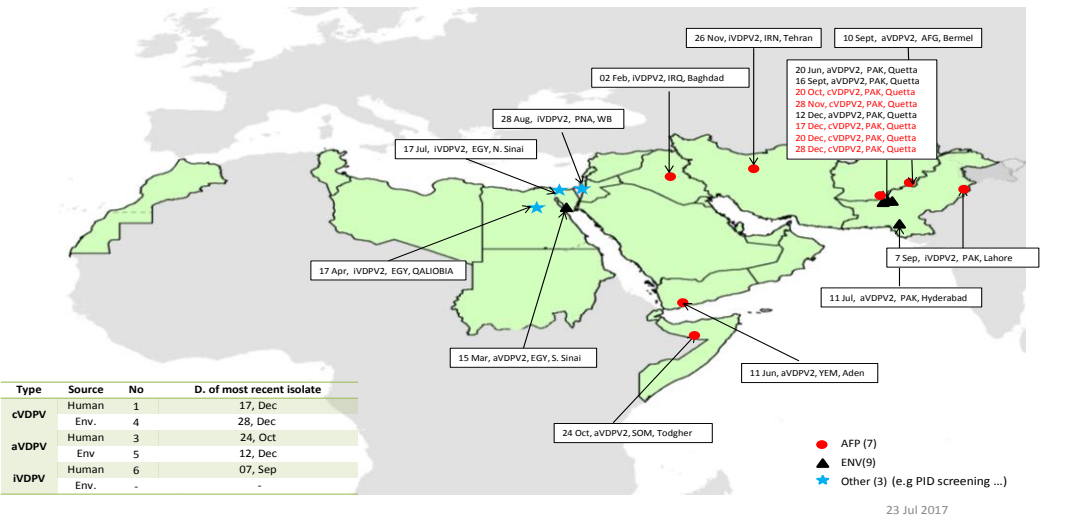 26 Nov, iVDPV2, IRN, Tehran
10 Sept, aVDPV2, AFG, Bermel
02 Feb, iVDPV2, IRQ, Baghdad
20 Jun, aVDPV2, PAK, Quetta
16 Sept, aVDPV2, PAK, Quetta
20 Oct, cVDPV2, PAK, Quetta
28 Nov, cVDPV2, PAK, Quetta
12 Dec, aVDPV2, PAK, Quetta
17 Dec, cVDPV2, PAK, Quetta
20 Dec, cVDPV2, PAK, Quetta
28 Dec, cVDPV2, PAK, Quetta
28 Aug, iVDPV2, PNA, WB
17 Jul, iVDPV2, EGY, N. Sinai
17 Apr, iVDPV2, EGY, QALIOBIA
7 Sep, iVDPV2, PAK, Lahore
11 Jul, aVDPV2, PAK, Hyderabad
15 Mar, aVDPV2, EGY, S. Sinai
11 Jun, aVDPV2, YEM, Aden
24 Oct, aVDPV2, SOM, Todgher
Type Source No D. of most recent isolate
cVDPV Human 1 17, Dec
Env. 4 28, Dec
aVDPV Human 3 24, Oct
Env 5 12, Dec
iVDPV Human 6 07, Sep
Env. - -
AFP (7)
ENV(9)
Other (3) (e.g PID screening ...)
23 Jul 2017